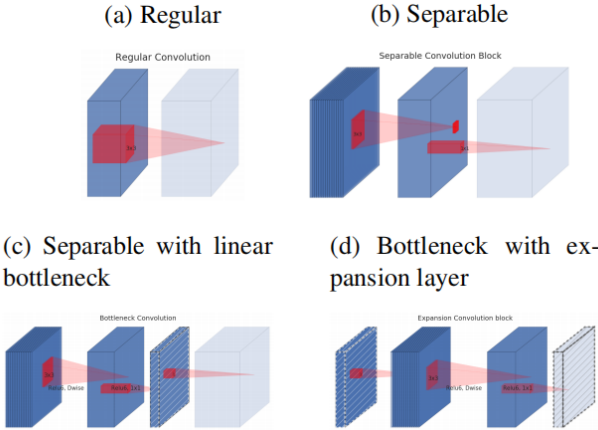 (a) Regular
(b) Separable
Regular Convolution
3x3
Separable Convolution Block
3x3
1x1
(c) Separable with linear
bottleneck
(d) Bottleneck with ex-
pansion layer
Bottleneck Convolution
3x3
Relu6, Dwise
Relu6, 1x1
Expansion Convolution block
3x3
Relu6, Dwise
Relu6, 1x1